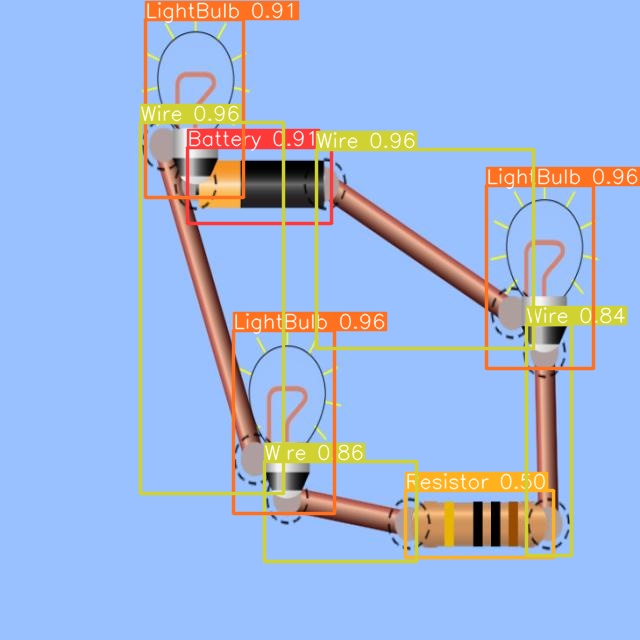 LightBulb 0.91
Wire 0.96
Battery 0.91
Wire 0.96
LightBulb 0.96
Wire 0.84
LightBulb 0.96
Wire 0.86
Resistor 0.50